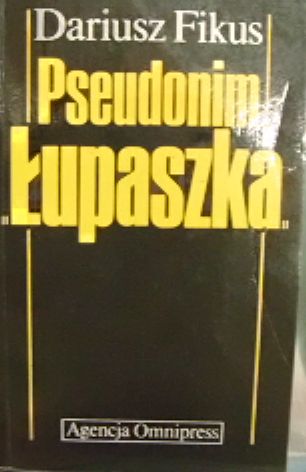 Dariusz Fikus
Pseudonim
„Łupaszka„
Agencja Omnipress